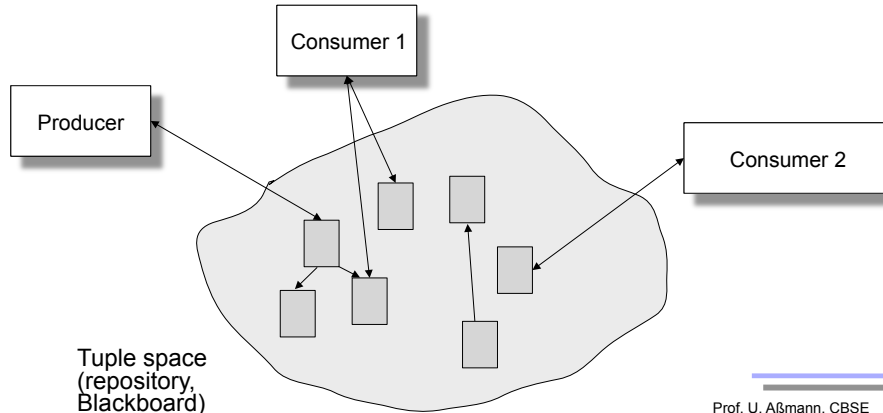 Consumer 1
Producer
Consumer 2
Tuple space
(repository,
Blackboard)
Prof. U. Aßmann, CBSE